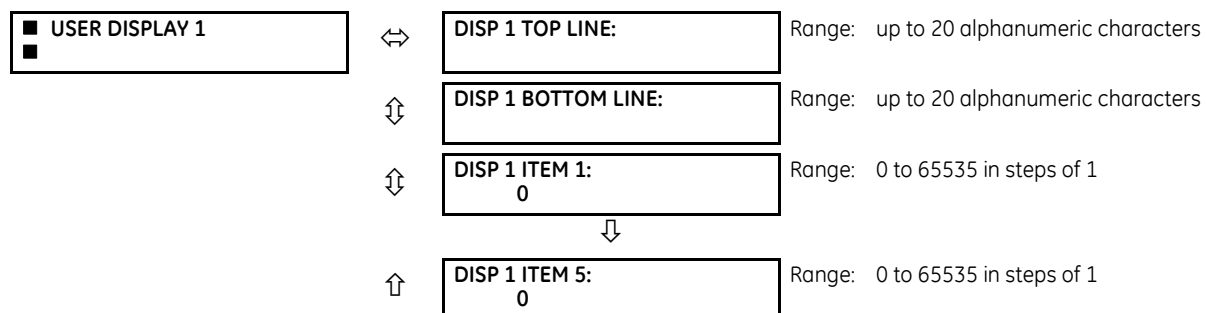 ■ USER DISPLAY 1
■
⇔ DISP 1 TOP LINE: Range: up to 20 alphanumeric characters
⇕ DISP 1 BOTTOM LINE: Range: up to 20 alphanumeric characters
⇕ DISP 1 ITEM 1: Range: 0 to 65535 in steps of 1
0
⇩
⇧ DISP 1 ITEM 5: Range: 0 to 65535 in steps of 1
0